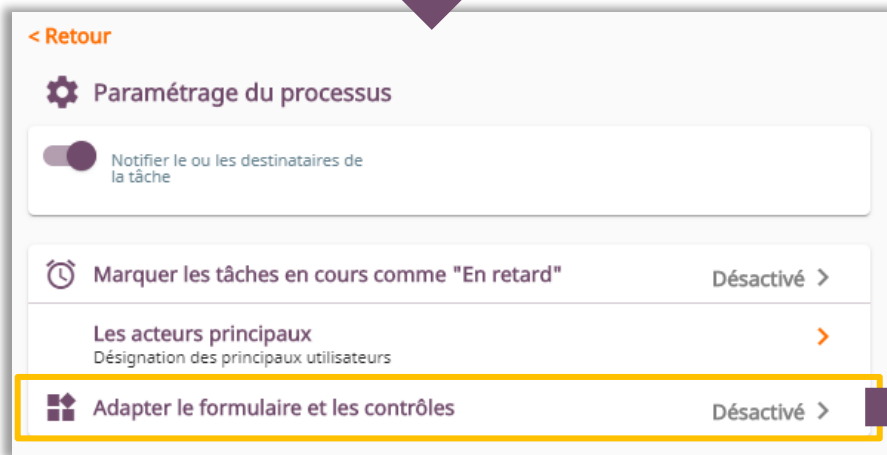 < Retour
Paramétrage du processus
Notifier le ou les destinataires de
la tâche
Marquer les tâches en cours comme "En retard"
Désactivé >
Les acteurs principaux
Désignation des principaux utilisateurs
>
Adapter le formulaire et les contrôles
Désactivé >